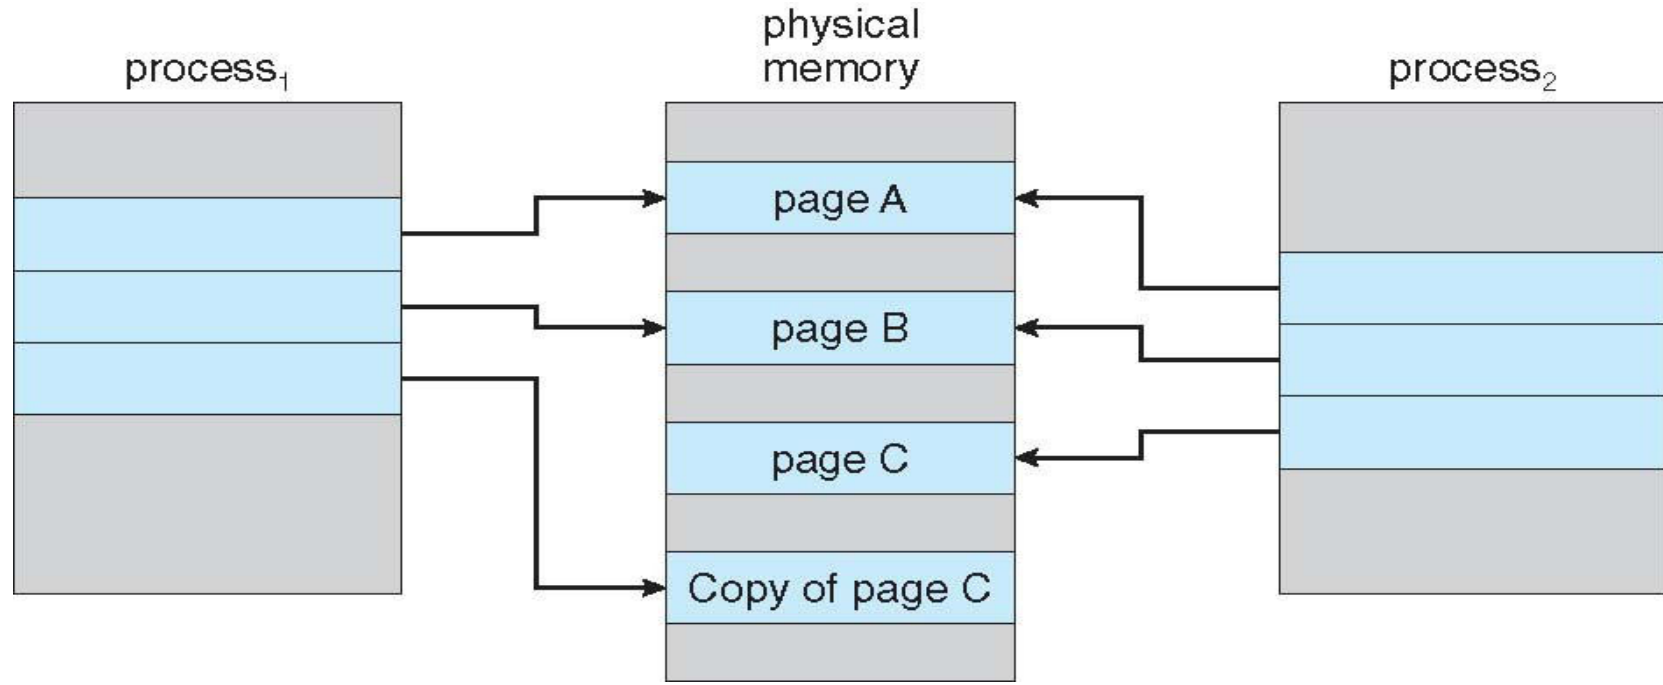 process₁
physical
memory
process₂
page A
page B
page C
Copy of page C